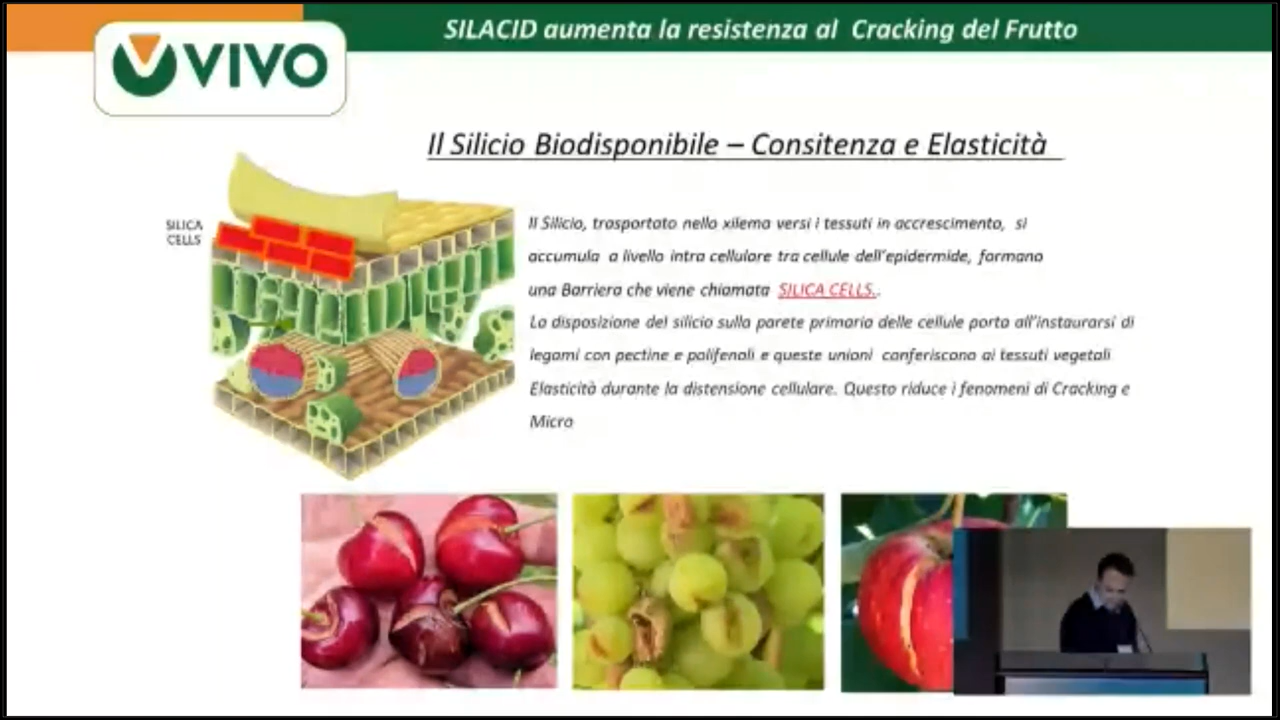 SILACID aumenta la resistenza al Cracking del Frutto
VIVO
Il Silicio Biodisponibile – Consitenza e Elasticità
SILICA
CELLS
Il Silicio, trasportato nello xilema versi i tessuti in accrescimento, si
accumula a livello intra cellulare tra cellule dell'epidermide, formano
una Barriera che viene chiamata SILICA CELLS..
La disposizione del silicio sulla parete primaria delle cellule porta all'instaurarsi di
legami con pectine e polifenoli e queste unioni conferiscono ai tessuti vegetali
Elasticità durante la distensione cellulare. Questo riduce i fenomeni di Cracking e
Micro